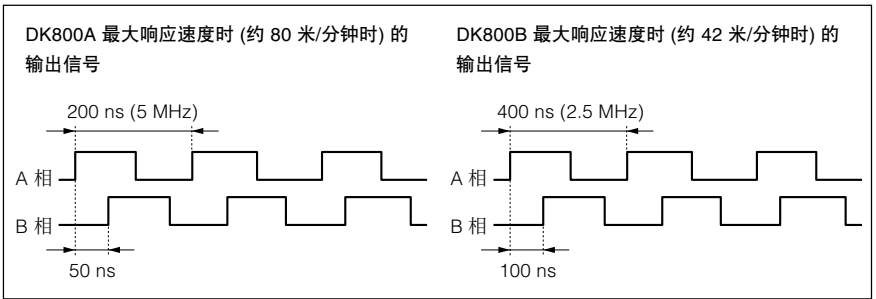 DK800A 最大响应速度时 (约 80 米/分钟时) 的
输出信号
200 ns (5 MHz)
A 相
B 相
50 ns
DK800B 最大响应速度时 (约 42 米/分钟时) 的
输出信号
400 ns (2.5 MHz)
A 相
B 相
100 ns